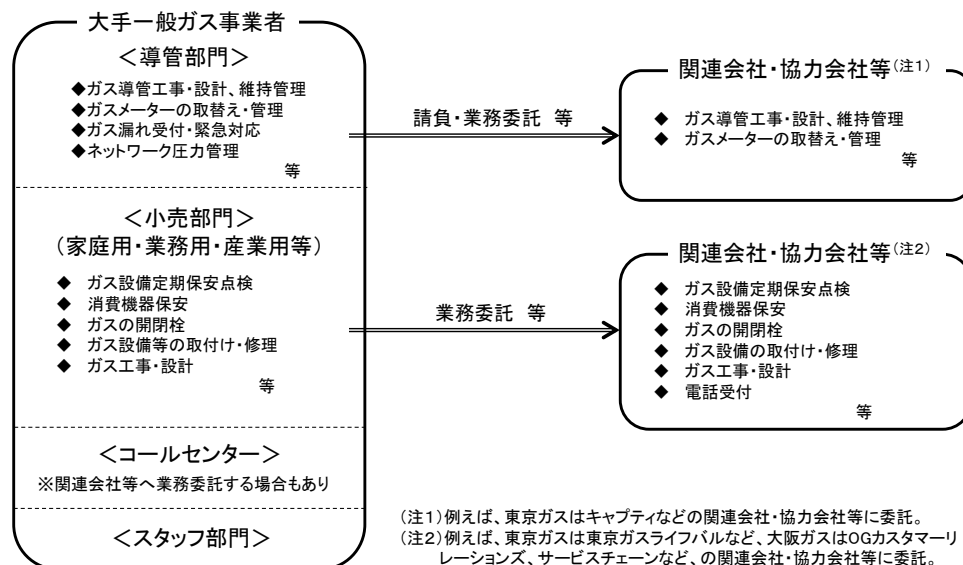 大手一般ガス事業者
＜導管部門＞
◆ガス導管工事・設計、維持管理
◆ガスメーターの取替え・管理
◆ガス漏れ受付・緊急対応
◆ネットワーク圧力管理
等
請負・業務委託 等
関連会社・協力会社等(注1)
◆ ガス導管工事・設計、維持管理
◆ ガスメーターの取替え・管理
等
＜小売部門＞
（家庭用・業務用・産業用等）
◆ ガス設備定期保安点検
◆ 消費機器保安
◆ ガスの開閉栓
◆ ガス設備等の取付け・修理
◆ ガス工事・設計
等
業務委託 等
関連会社・協力会社等(注2)
◆ ガス設備定期保安点検
◆ 消費機器保安
◆ ガスの開閉栓
◆ ガス設備の取付け・修理
◆ ガス工事・設計
◆ 電話受付
等
＜コールセンター＞
※関連会社等へ業務委託する場合もあり
＜スタッフ部門＞
(注1)例えば、東京ガスはキャプティなどの関連会社・協力会社等に委託。
(注2)例えば、東京ガスは東京ガスライフバルなど、大阪ガスはOGカスタマーリ
レーションズ、サービスチェーンなど、の関連会社・協力会社等に委託。